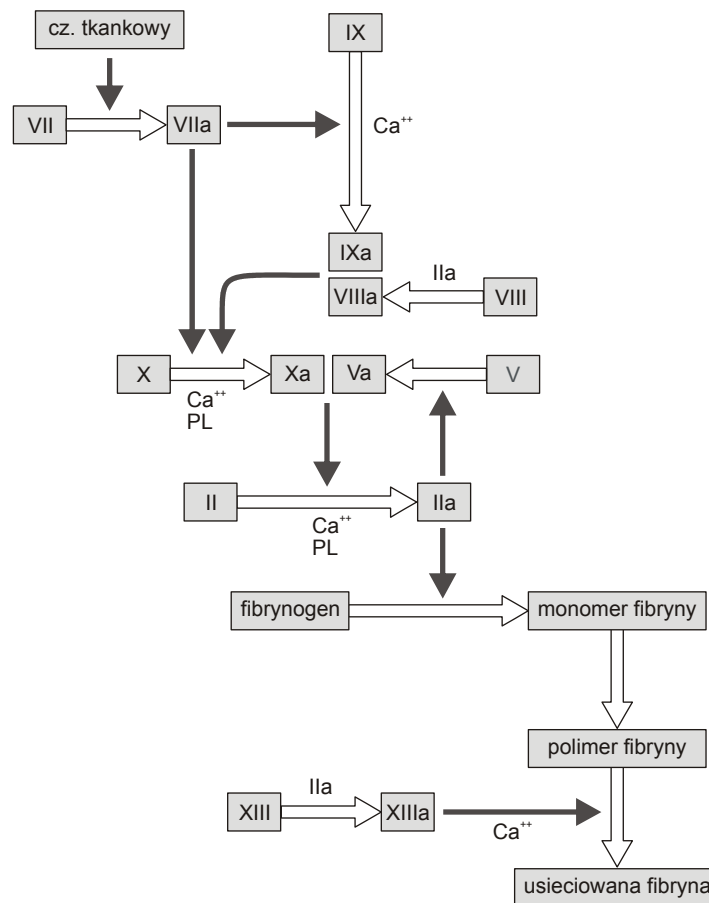 cz. tkankowy
IX
VII
VIIa
Ca⁺⁺
IXa
IIa
VIIIa
VIII
X
Xa
Va
V
Ca⁺⁺
PL
II
IIa
Ca⁺⁺
PL
fibrynogen
monomer fibryny
polimer fibryny
IIa
XIII
XIIIa
Ca⁺⁺
usieciowana fibryna